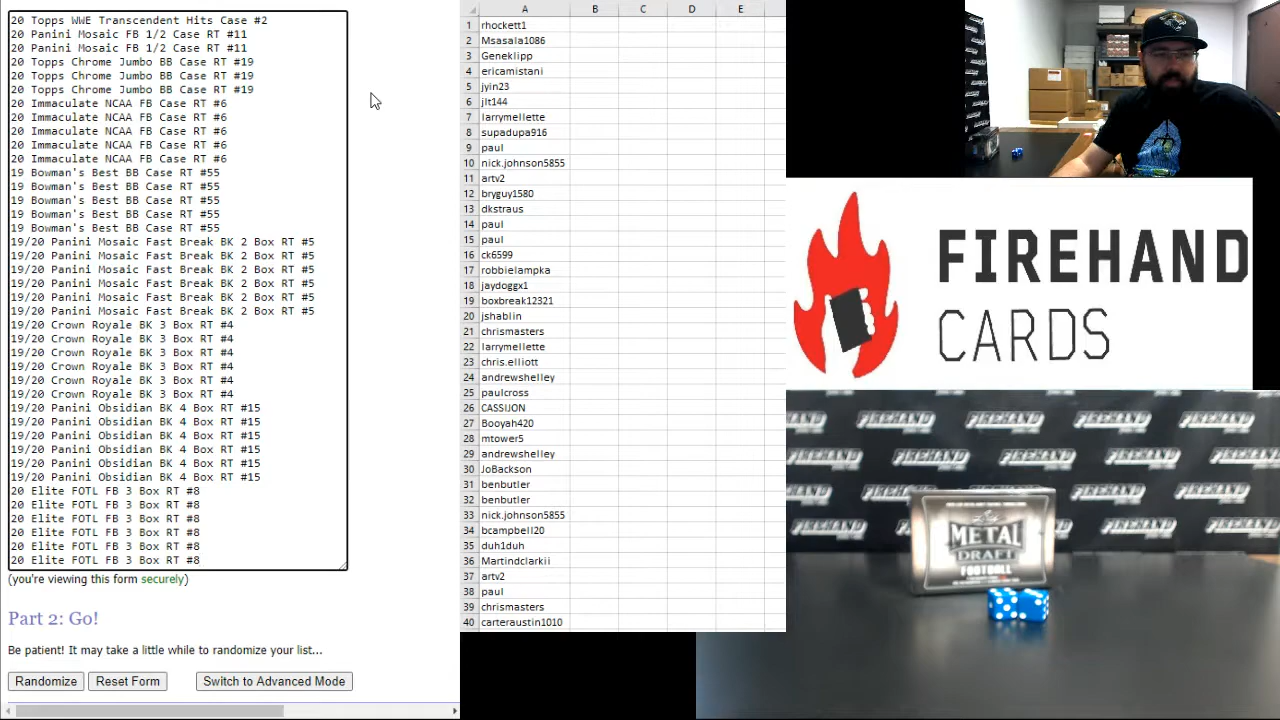 20 Topps WWE Transcendent Hits Case #2
20 Panini Mosaic FB 1/2 Case RT #11
20 Panini Mosaic FB 1/2 Case RT #11
20 Topps Chrome Jumbo BB Case RT #19
20 Topps Chrome Jumbo BB Case RT #19
20 Topps Chrome Jumbo BB Case RT #19
20 Immaculate NCAA FB Case RT #6
20 Immaculate NCAA FB Case RT #6
20 Immaculate NCAA FB Case RT #6
20 Immaculate NCAA FB Case RT #6
20 Immaculate NCAA FB Case RT #6
19 Bowman's Best BB Case RT #55
19 Bowman's Best BB Case RT #55
19 Bowman's Best BB Case RT #55
19 Bowman's Best BB Case RT #55
19 Bowman's Best BB Case RT #55
19/20 Panini Mosaic Fast Break BK 2 Box RT #5
19/20 Panini Mosaic Fast Break BK 2 Box RT #5
19/20 Panini Mosaic Fast Break BK 2 Box RT #5
19/20 Panini Mosaic Fast Break BK 2 Box RT #5
19/20 Panini Mosaic Fast Break BK 2 Box RT #5
19/20 Panini Mosaic Fast Break BK 2 Box RT #5
19/20 Crown Royale BK 3 Box RT #4
19/20 Crown Royale BK 3 Box RT #4
19/20 Crown Royale BK 3 Box RT #4
19/20 Crown Royale BK 3 Box RT #4
19/20 Crown Royale BK 3 Box RT #4
19/20 Crown Royale BK 3 Box RT #4
19/20 Panini Obsidian BK 4 Box RT #15
19/20 Panini Obsidian BK 4 Box RT #15
19/20 Panini Obsidian BK 4 Box RT #15
19/20 Panini Obsidian BK 4 Box RT #15
19/20 Panini Obsidian BK 4 Box RT #15
19/20 Panini Obsidian BK 4 Box RT #15
20 Elite FOTL FB 3 Box RT #8
20 Elite FOTL FB 3 Box RT #8
20 Elite FOTL FB 3 Box RT #8
20 Elite FOTL FB 3 Box RT #8
20 Elite FOTL FB 3 Box RT #8
20 Elite FOTL FB 3 Box RT #8
(you're viewing this form securely)
Part 2: Go!
Be patient! It may take a little while to randomize your list...
Randomize Reset Form Switch to Advanced Mode
A B C D E
1 rhockett1
2 Msasala1086
3 Geneklipp
4 ericamistani
5 jyin23
6 jlt144
7 larrymellette
8 supadupa916
9 paul
10 nick.johnson5855
11 artv2
12 bryguy1580
13 dkstraus
14 paul
15 paul
16 ck6599
17 robbielampka
18 jaydoggx1
19 boxbreak12321
20 jshablin
21 chrismasters
22 larrymellette
23 chris.elliott
24 andrewshelley
25 paulcross
26 CASSIJON
27 Booyah420
28 mtower5
29 andrewshelley
30 JoBackson
31 benbutler
32 benbutler
33 nick.johnson5855
34 bcampbell20
35 duh1duh
36 Martindclarkii
37 artv2
38 paul
39 chrismasters
40 carteraustin1010
FIREHAND
CARDS
FIREHAND FIREHAND FIREHAND
FIREHAND FIREHAND FIREHAND
FIREHAND FIREHAND FIREHAND
METAL
DRAFT
FOOTBALL